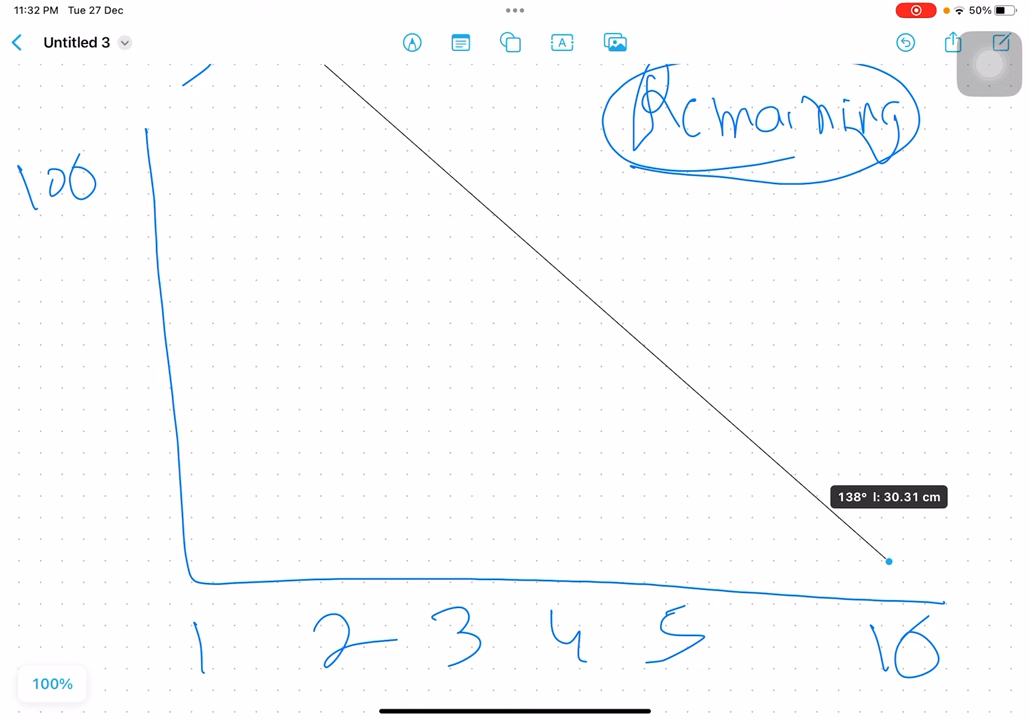 11:32 PM Tue 27 Dec
50%
Untitled 3
A
Remaining
100
138° l: 30.31 cm
1 2 3 4 5 10
100%